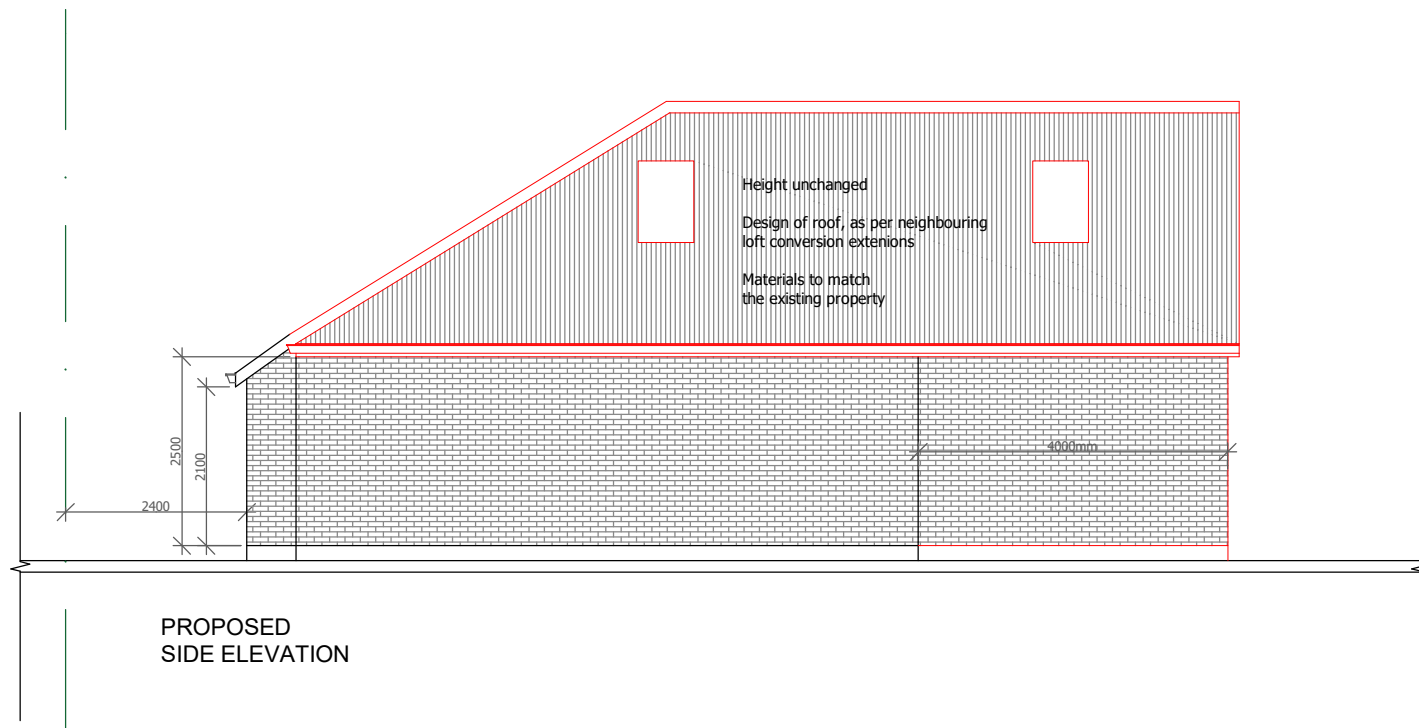 Height unchanged
Design of roof, as per neighbouring
loft conversion extenions
Materials to match
the existing property
2500
2100
4000mm
2400
PROPOSED
SIDE ELEVATION